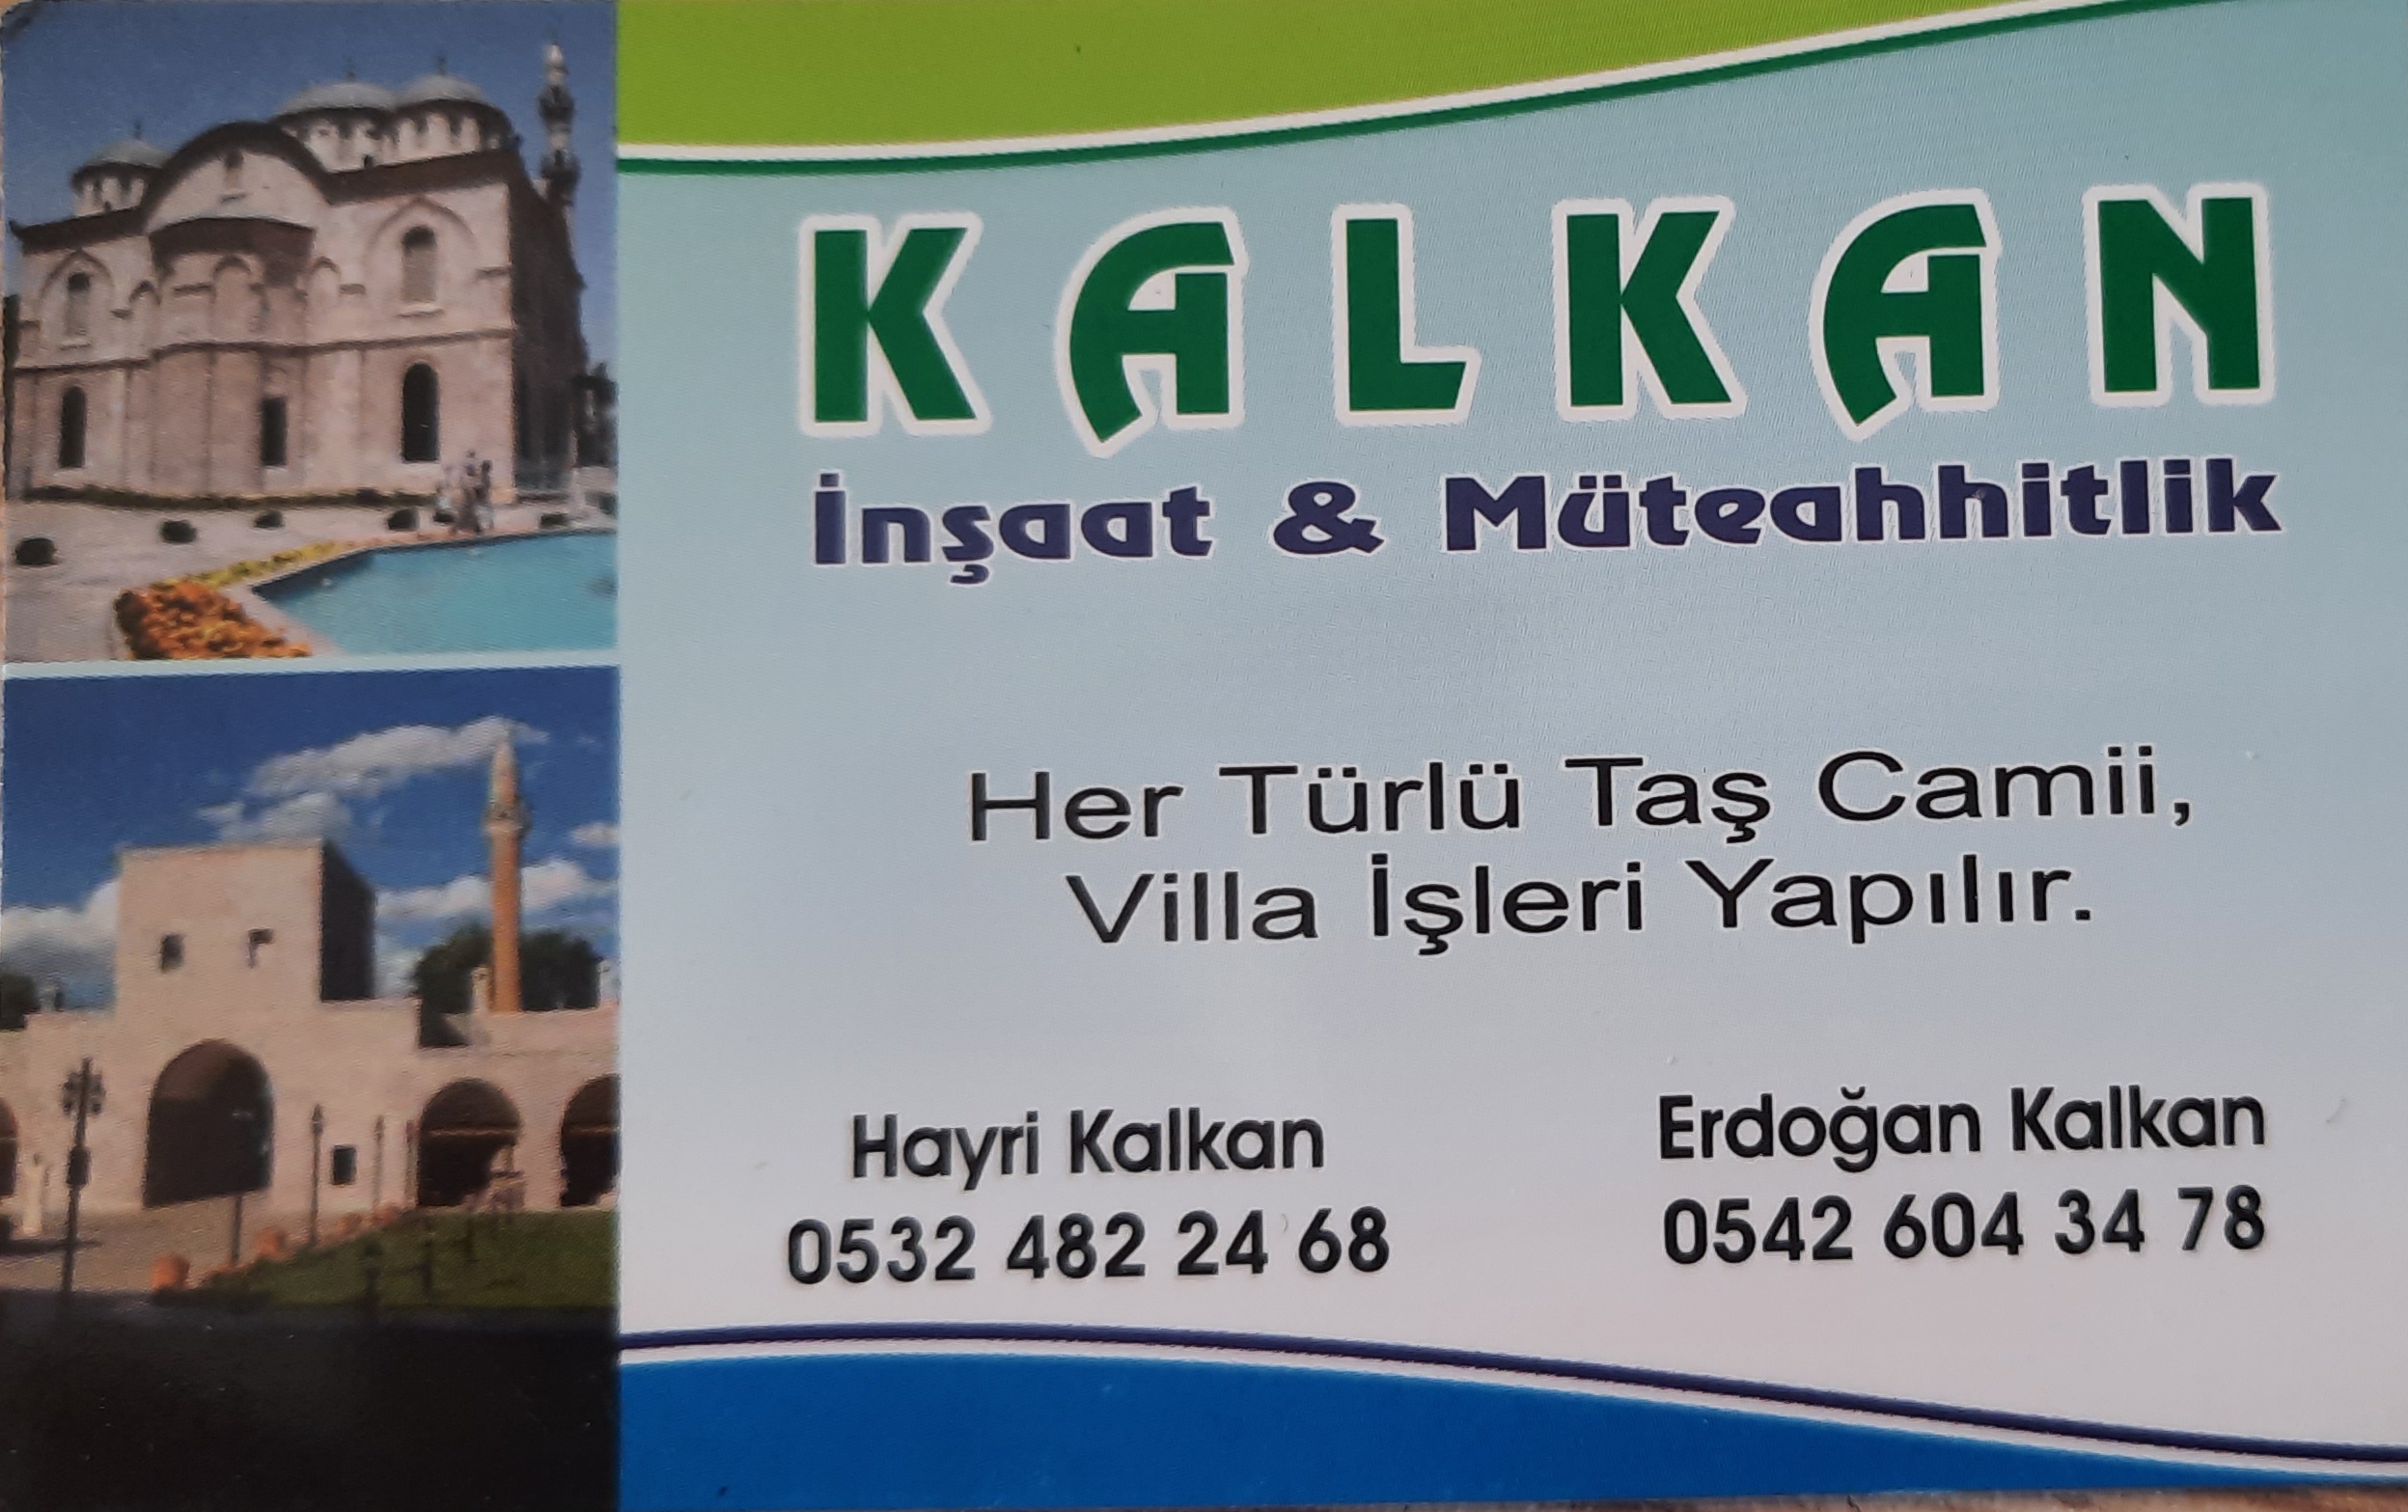 KALKAN
İnşaat & Müteahhitlik
Her Türlü Taş Camii,
Villa İşleri Yapılır.
Hayri Kalkan
0532 482 24 68
Erdoğan Kalkan
0542 604 34 78